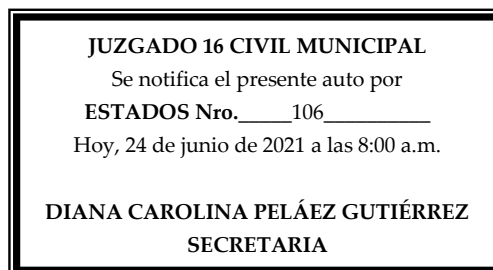 JUZGADO 16 CIVIL MUNICIPAL
Se notifica el presente auto por
ESTADOS Nro._____106__________
Hoy, 24 de junio de 2021 a las 8:00 a.m.
DIANA CAROLINA PELÁEZ GUTIÉRREZ
SECRETARIA